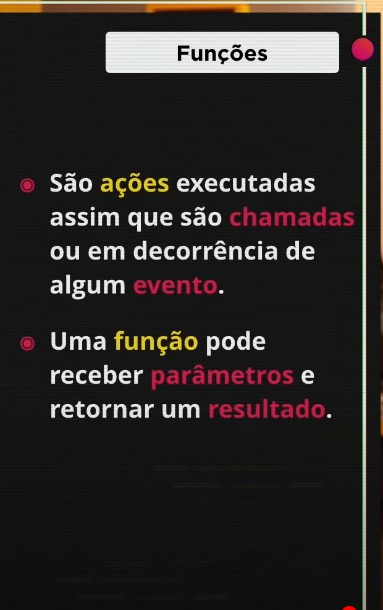 Funções
São ações executadas
assim que são chamadas
ou em decorrência de
algum evento.
Uma função pode
receber parâmetros e
retornar um resultado.